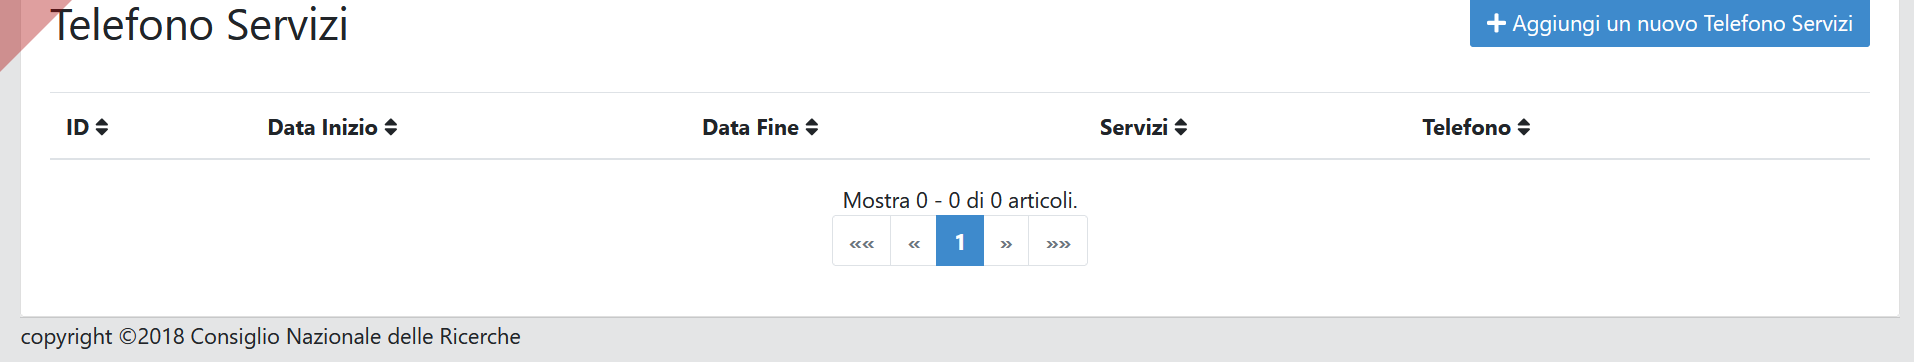 Telefono Servizi
Aggiungi un nuovo Telefono Servizi
ID Data Inizio Data Fine Servizi Telefono
Mostra 0 - 0 di 0 articoli.
«« « 1 » »»
copyright ©2018 Consiglio Nazionale delle Ricerche